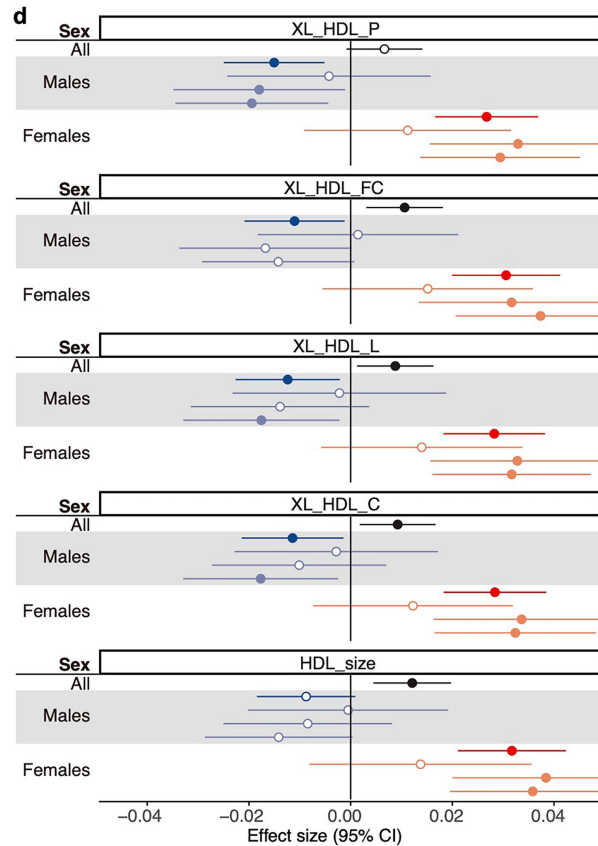 d
Sex XL_HDL_P
All
Males
Females
Sex XL_HDL_FC
All
Males
Females
Sex XL_HDL_L
All
Males
Females
Sex XL_HDL_C
All
Males
Females
Sex HDL_size
All
Males
Females
−0.04 −0.02 0.00 0.02 0.04
Effect size (95% CI)